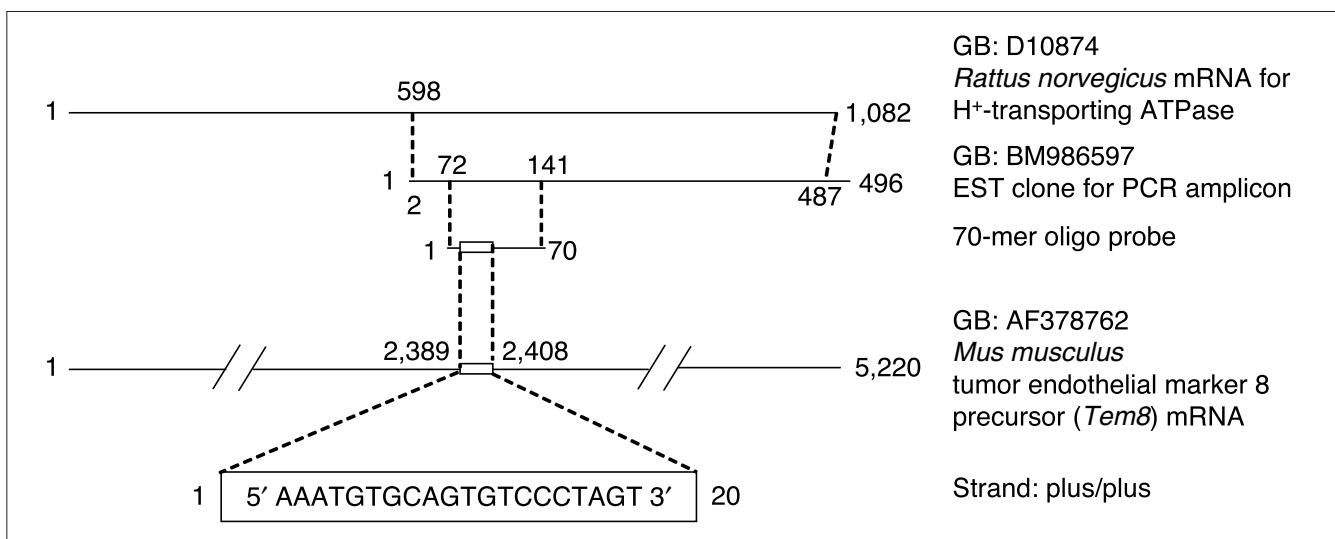 GB: D10874
Rattus norvegicus mRNA for
H⁺-transporting ATPase
598
1
1,082
GB: BM986597
EST clone for PCR amplicon
72
141
1
496
2
487
70-mer oligo probe
1
70
GB: AF378762
Mus musculus
tumor endothelial marker 8
precursor (Tem8) mRNA
2,389
2,408
1
5,220
1
5′ AAATGTGCAGTGTCCCTAGT 3′
20
Strand: plus/plus